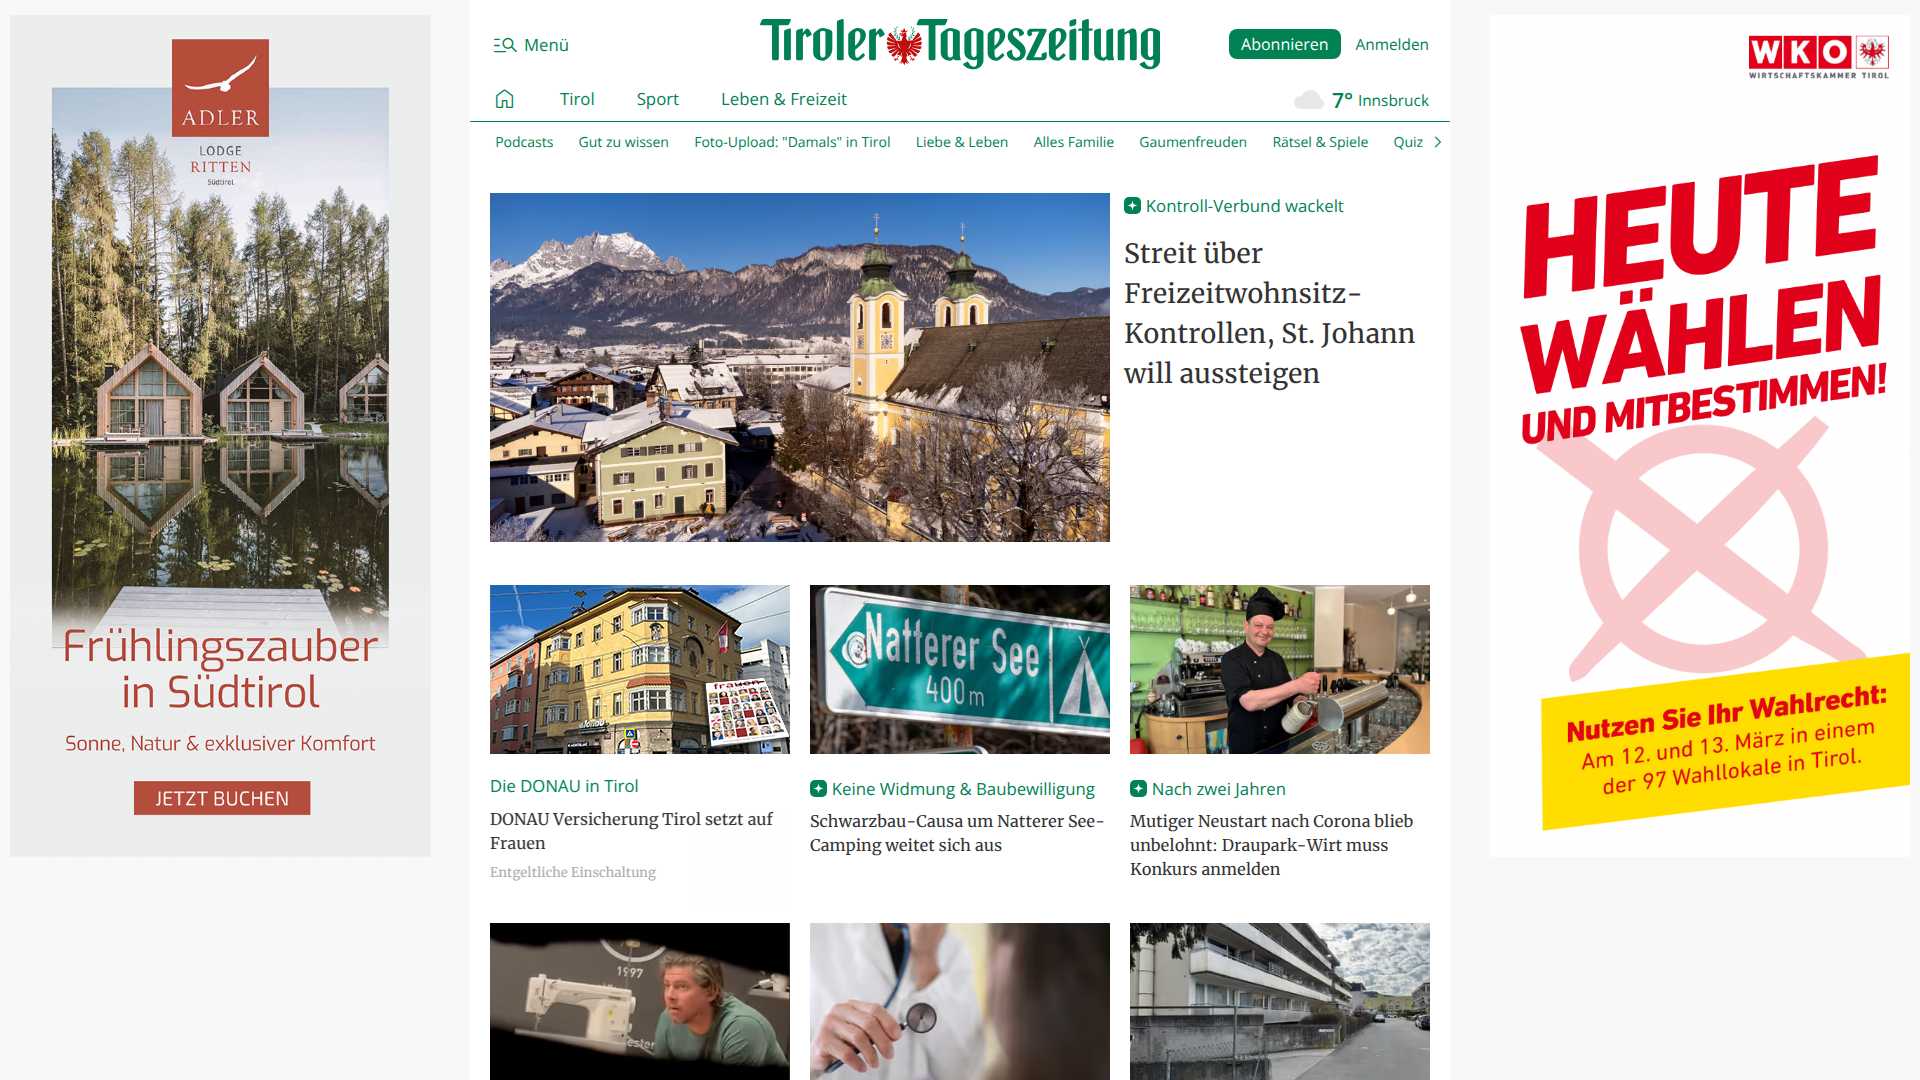 ADLER
LODGE
RITTEN
Südtirol
Frühlingszauber
in Südtirol
Sonne, Natur & exklusiver Komfort
JETZT BUCHEN
Menü
Tiroler Tageszeitung
Abonnieren
Anmelden
Tirol
Sport
Leben & Freizeit
7° Innsbruck
Podcasts
Gut zu wissen
Foto-Upload: "Damals" in Tirol
Liebe & Leben
Alles Familie
Gaumenfreuden
Rätsel & Spiele
Quiz
Kontroll-Verbund wackelt
Streit über
Freizeitwohnsitz-
Kontrollen, St. Johann
will aussteigen
frauen
DONAU
Die DONAU in Tirol
DONAU Versicherung Tirol setzt auf
Frauen
Entgeltliche Einschaltung
Natterer See
400 m
Keine Widmung & Baubewilligung
Schwarzbau-Causa um Natterer See-
Camping weitet sich aus
Nach zwei Jahren
Mutiger Neustart nach Corona blieb
unbelohnt: Draupark-Wirt muss
Konkurs anmelden
1997
ester
WKO
WIRTSCHAFTSKAMMER TIROL
HEUTE
WÄHLEN
UND MITBESTIMMEN!
Nutzen Sie Ihr Wahlrecht:
Am 12. und 13. März in einem
der 97 Wahllokale in Tirol.